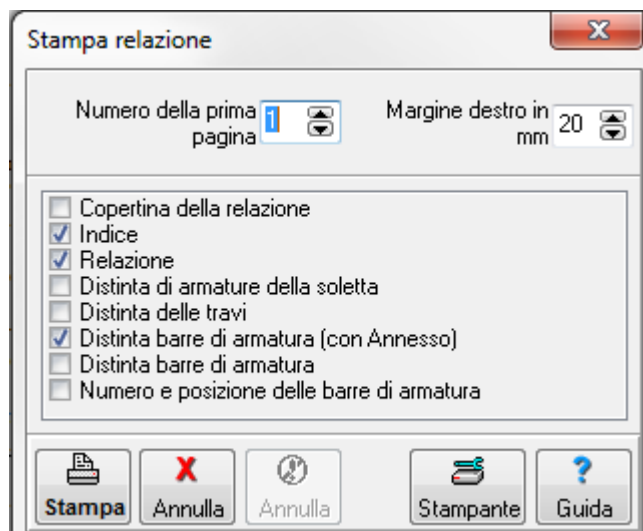 Stampa relazione
Numero della prima pagina 1
Margine destro in mm 20
Copertina della relazione
Indice
Relazione
Distinta di armature della soletta
Distinta delle travi
Distinta barre di armatura (con Annesso)
Distinta barre di armatura
Numero e posizione delle barre di armatura
Stampa
Annulla
Annulla
Stampante
Guida